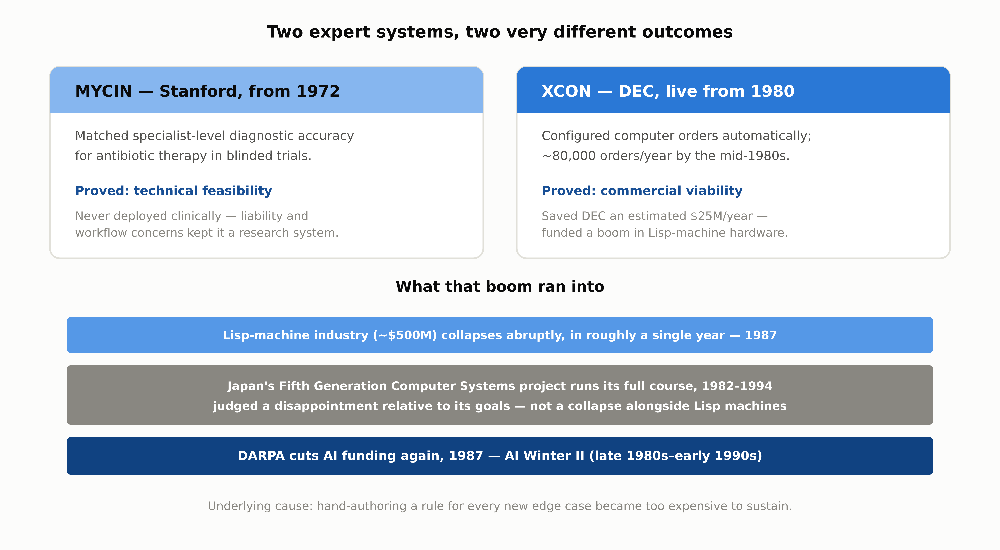 Two expert systems, two very different outcomes
MYCIN — Stanford, from 1972
Matched specialist-level diagnostic accuracy
for antibiotic therapy in blinded trials.
Proved: technical feasibility
Never deployed clinically — liability and
workflow concerns kept it a research system.
XCON — DEC, live from 1980
Configured computer orders automatically;
~80,000 orders/year by the mid-1980s.
Proved: commercial viability
Saved DEC an estimated $25M/year —
funded a boom in Lisp-machine hardware.
What that boom ran into
Lisp-machine industry (~$500M) collapses abruptly, in roughly a single year — 1987
Japan's Fifth Generation Computer Systems project runs its full course, 1982–1994
judged a disappointment relative to its goals — not a collapse alongside Lisp machines
DARPA cuts AI funding again, 1987 — AI Winter II (late 1980s–early 1990s)
Underlying cause: hand-authoring a rule for every new edge case became too expensive to sustain.